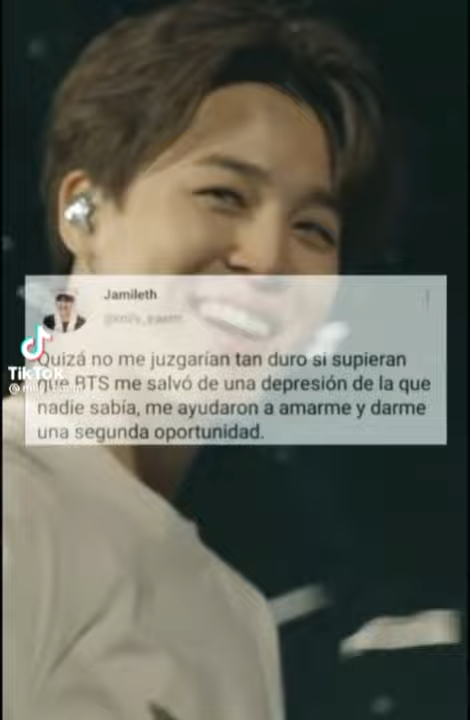 Jamileth
Quizá no me juzgarían tan duro si supieran
que BTS me salvó de una depresión de la que
nadie sabía, me ayudaron a amarme y darme
una segunda oportunidad.
TikTok